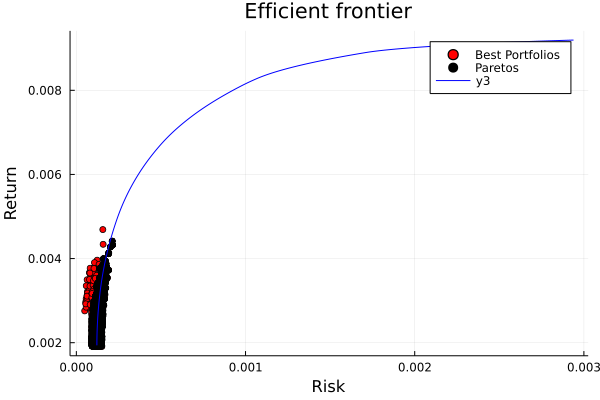 Efficient frontier
Best Portfolios
Paretos
y3
Return
0.008
0.006
0.004
0.002
0.000
0.001
0.002
0.003
Risk